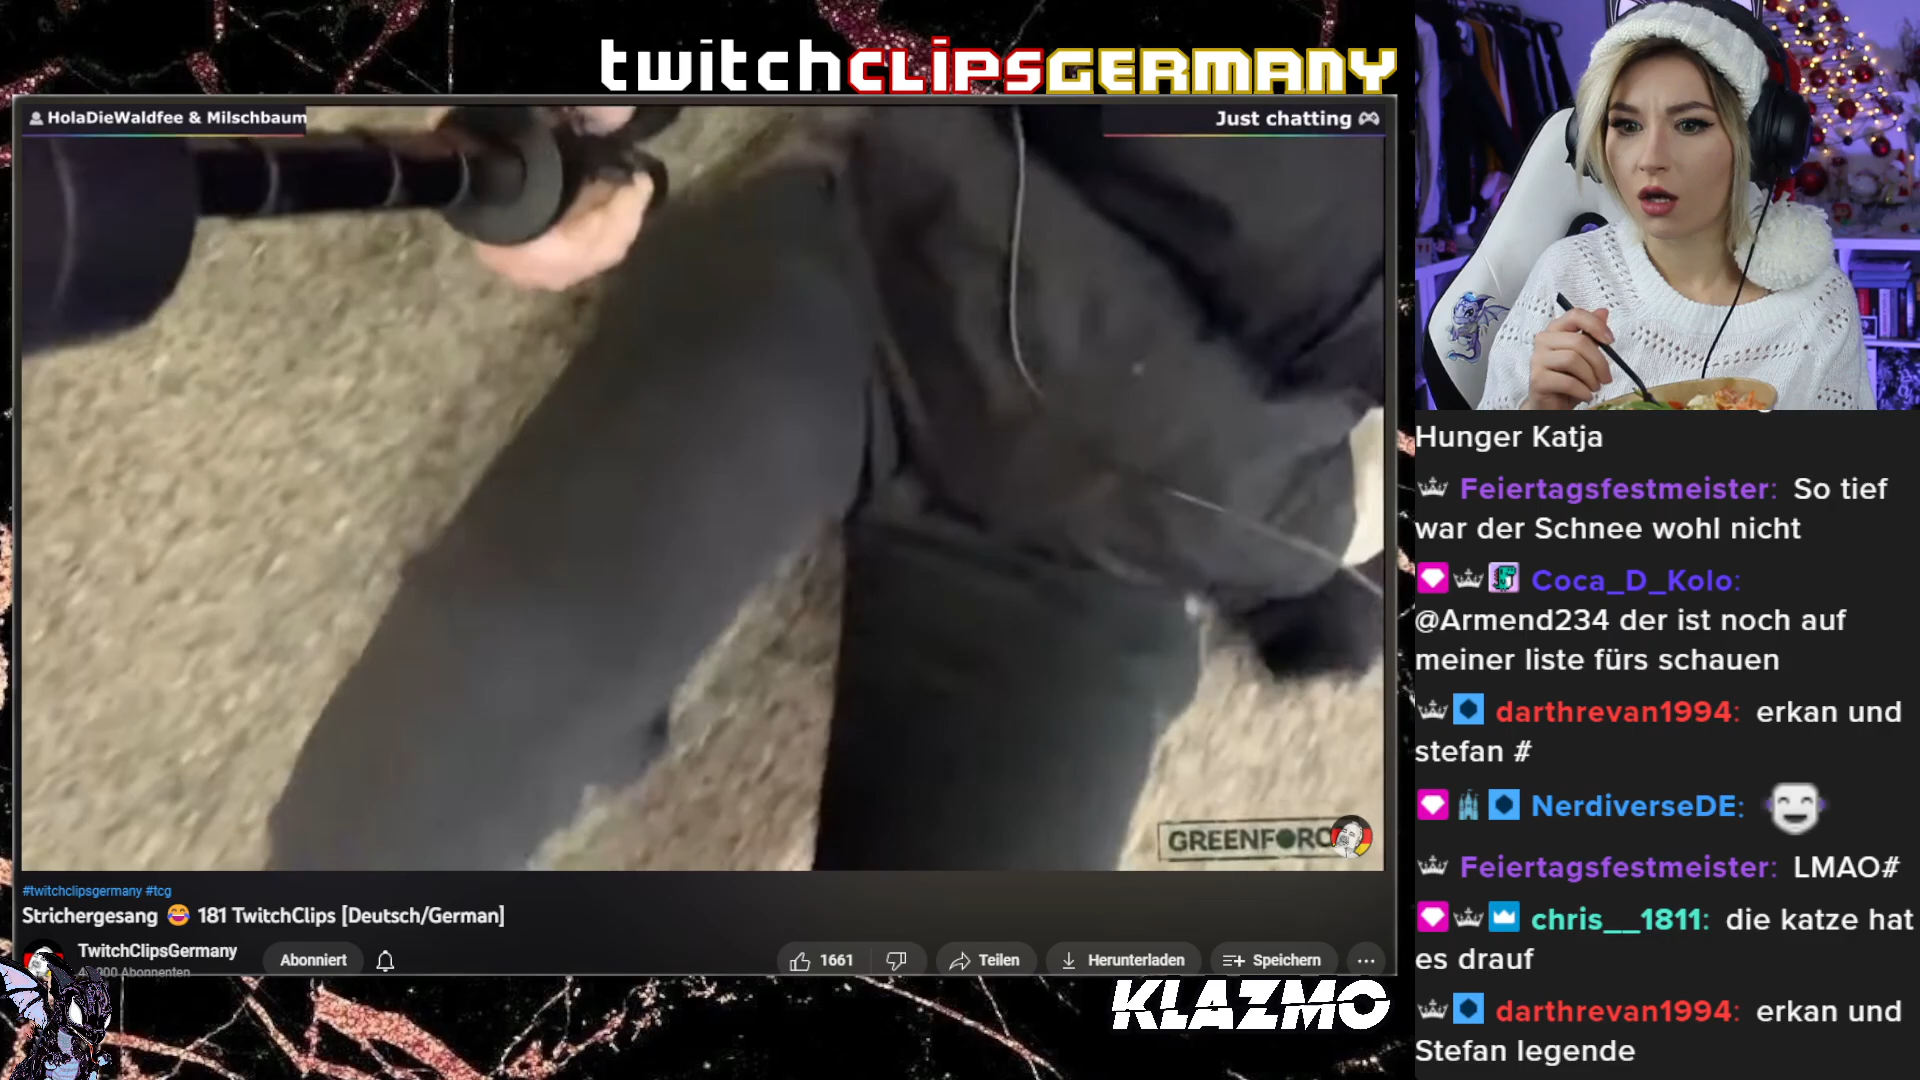 twitchCLiPSGERMANY
HolaDieWaldfee & Milschbaum
Just chatting
GREENFORC
#twitchclipsgermany #tcg
Strichergesang 😂 181 TwitchClips [Deutsch/German]
TwitchClipsGermany
Abonnenten
Abonniert
1661
Teilen
Herunterladen
Speichern
KLAZMO
Hunger Katja
Feiertagsfestmeister: So tief
war der Schnee wohl nicht
Coca_D_Kolo:
@Armend234 der ist noch auf
meiner liste fürs schauen
darthrevan1994: erkan und
stefan #
NerdiverseDE:
Feiertagsfestmeister: LMAO#
chris__1811: die katze hat
es drauf
darthrevan1994: erkan und
Stefan legende